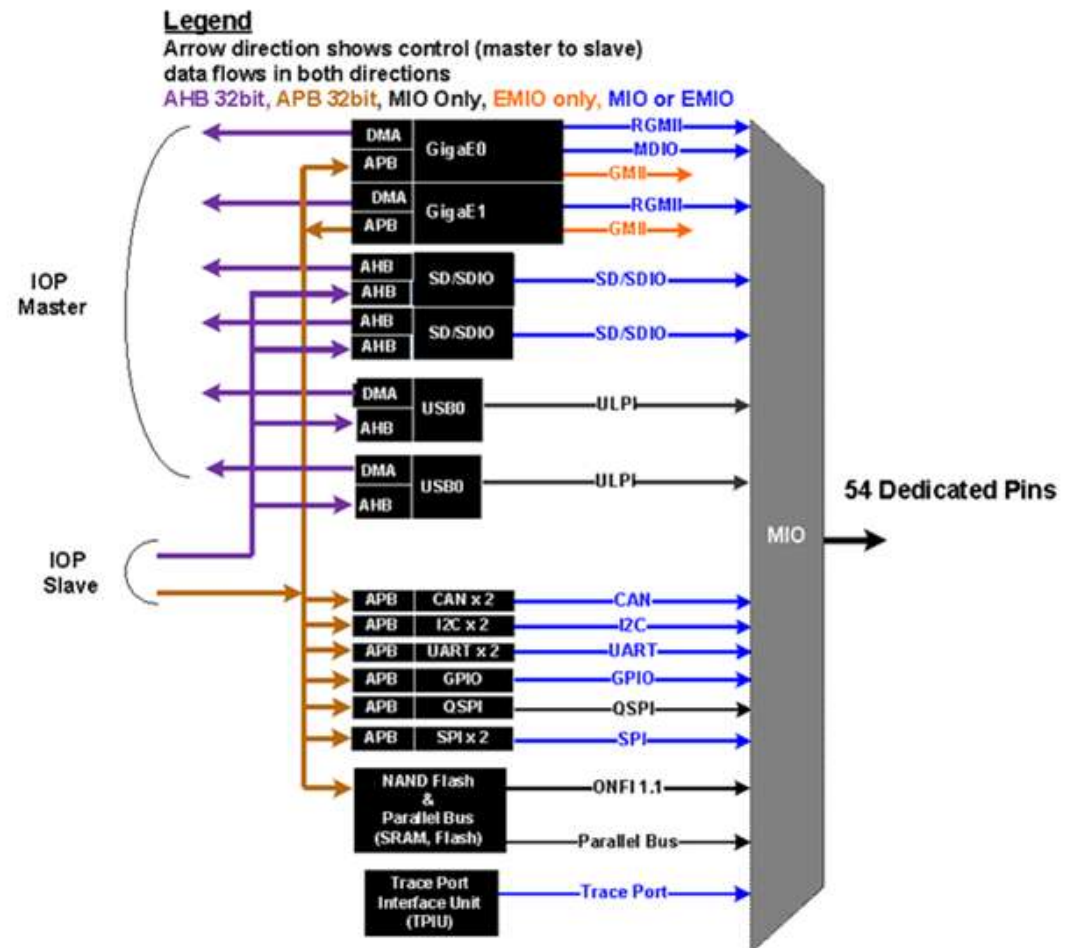 Legend
Arrow direction shows control (master to slave)
data flows in both directions
AHB 32bit, APB 32bit, MIO Only, EMIO only, MIO or EMIO
IOP
Master
DMA
APB
GigaE0
RGMII
MDIO
GMII
DMA
APB
GigaE1
RGMII
GMII
AHB
AHB
SD/SDIO
SD/SDIO
AHB
AHB
SD/SDIO
SD/SDIO
DMA
AHB
USB0
ULPI
DMA
AHB
USB0
ULPI
54 Dedicated Pins
MIO
IOP
Slave
APB CAN x 2 CAN
APB I2C x 2 I2C
APB UART x 2 UART
APB GPIO GPIO
APB QSPI QSPI
APB SPI x 2 SPI
NAND Flash
&
Parallel Bus
(SRAM, Flash)
ONFI 1.1
Parallel Bus
Trace Port
Interface Unit
(TPIU)
Trace Port